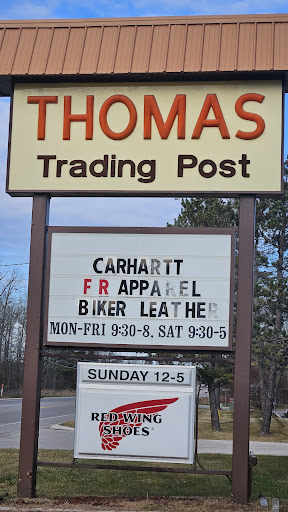 THOMAS
Trading Post
CARHARTT
FR APPAREL
BIKER LEATHER
MON-FRI 9:30-8, SAT 9:30-5
SUNDAY 12-5
RED WING
SHOES